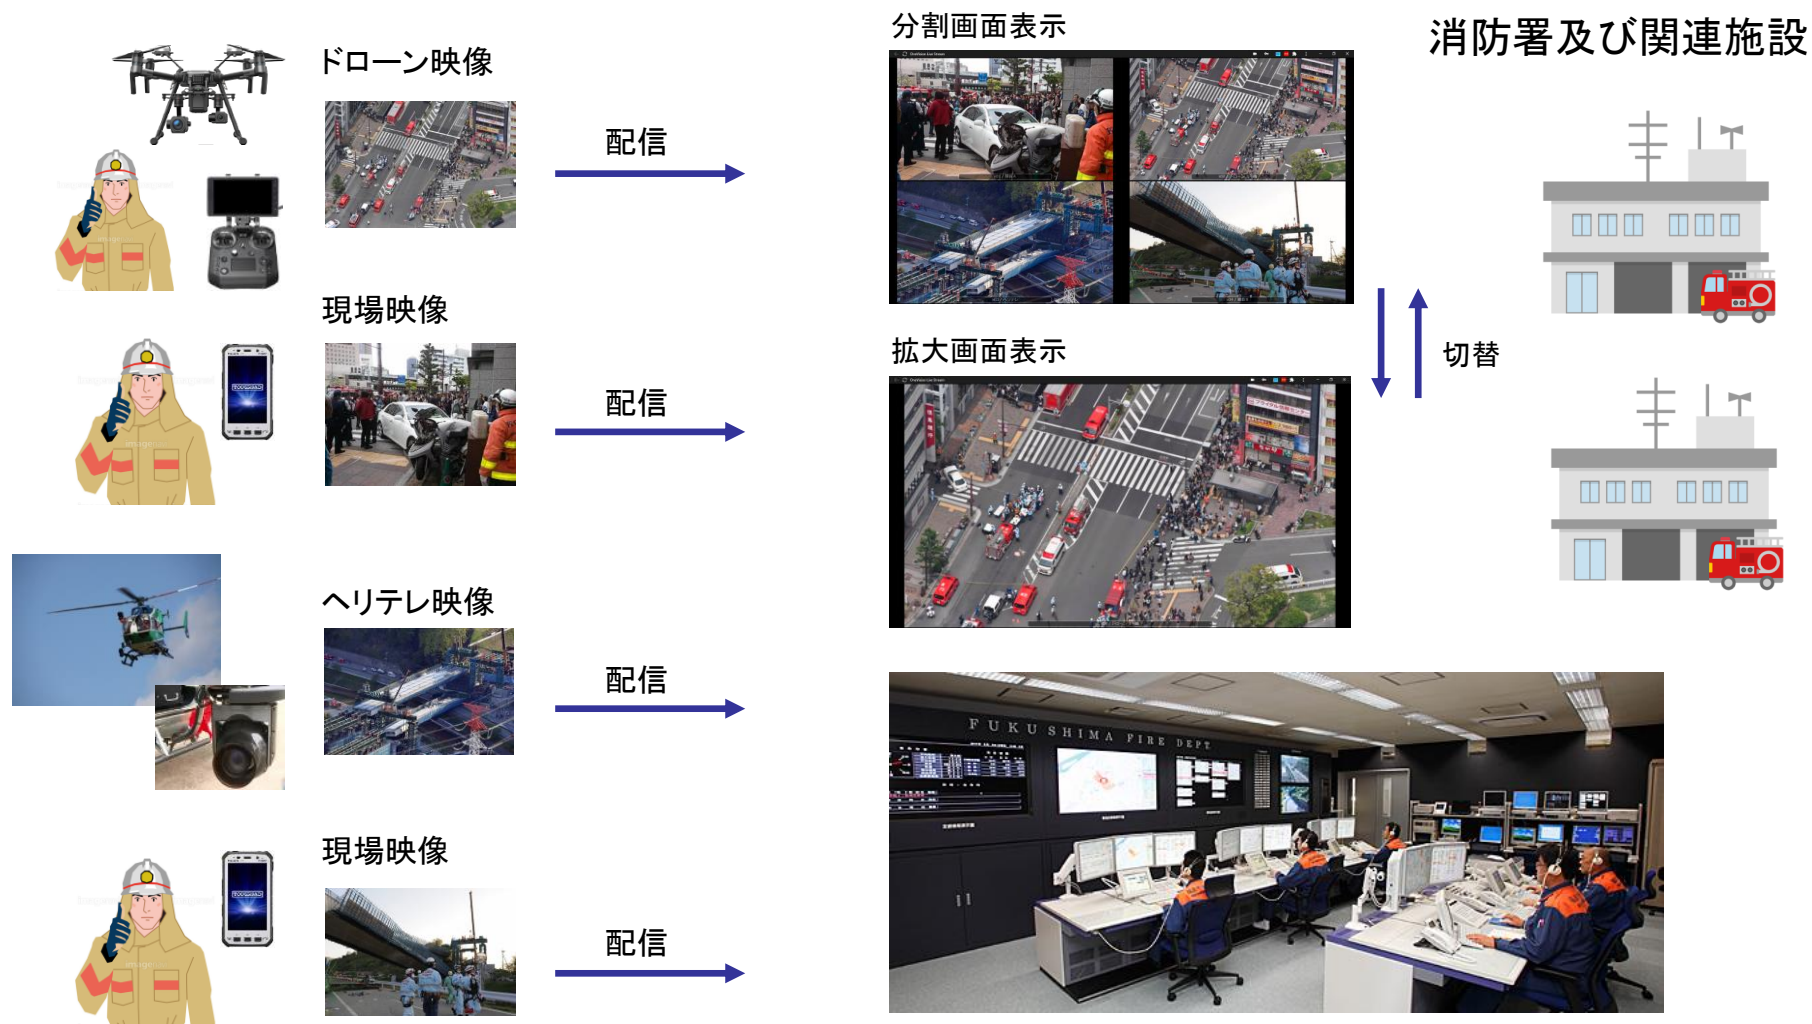 ドローン映像
配信
現場映像
配信
ヘリテレ映像
配信
現場映像
配信
分割画面表示
拡大画面表示
切替
消防署及び関連施設
FUKUSHIMA FIRE DEPT.